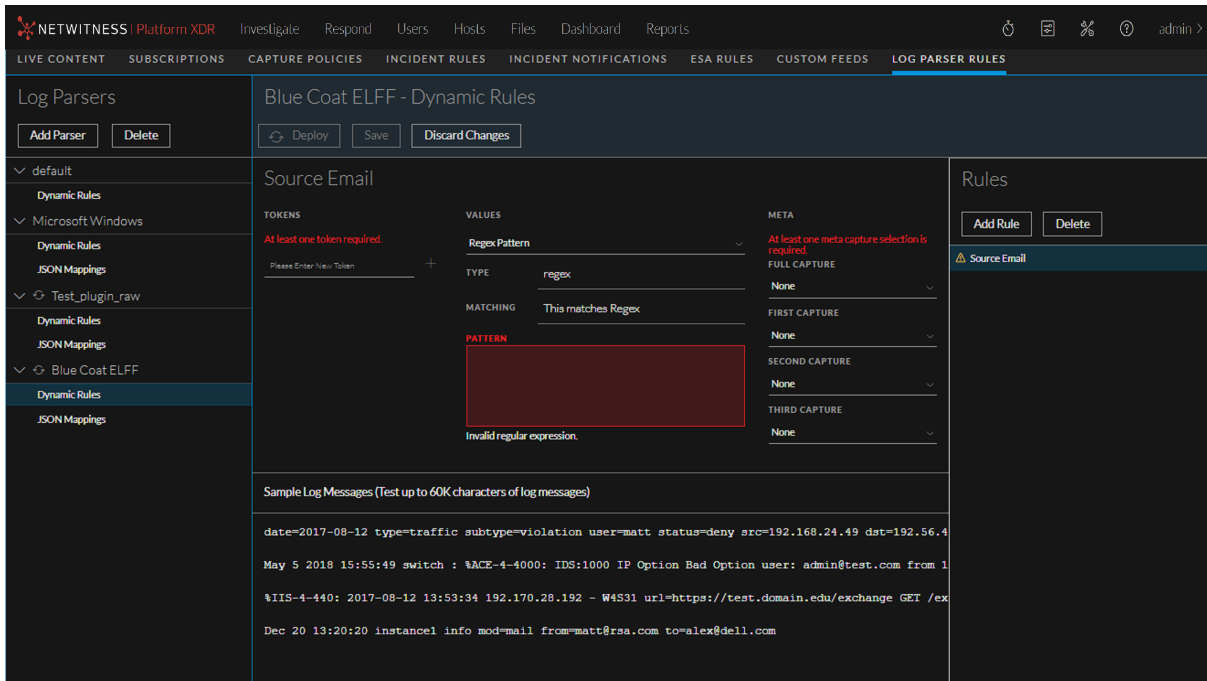 NETWITNESS | Platform XDR Investigate Respond Users Hosts Files Dashboard Reports admin >
LIVE CONTENT SUBSCRIPTIONS CAPTURE POLICIES INCIDENT RULES INCIDENT NOTIFICATIONS ESA RULES CUSTOM FEEDS LOG PARSER RULES
Log Parsers
Add Parser Delete
default
Dynamic Rules
Microsoft Windows
Dynamic Rules
JSON Mappings
Test_plugin_raw
Dynamic Rules
JSON Mappings
Blue Coat ELFF
Dynamic Rules
JSON Mappings
Blue Coat ELFF - Dynamic Rules
Deploy Save Discard Changes
Source Email
TOKENS
At least one token required.
Please Enter New Token
VALUES
Regex Pattern
TYPE regex
MATCHING This matches Regex
PATTERN
Invalid regular expression.
META
At least one meta capture selection is
required.
FULL CAPTURE
None
FIRST CAPTURE
None
SECOND CAPTURE
None
THIRD CAPTURE
None
Sample Log Messages (Test up to 60K characters of log messages)
date=2017-08-12 type=traffic subtype=violation user=matt status=deny src=192.168.24.49 dst=192.56.4
May 5 2018 15:55:49 switch : %ACE-4-4000: IDS:1000 IP Option Bad Option user: admin@test.com from 1
%IIS-4-440: 2017-08-12 13:53:34 192.170.28.192 - W4S31 url=https://test.domain.edu/exchange GET /ex
Dec 20 13:20:20 instance1 info mod=mail from=matt@rsa.com to=alex@dell.com
Rules
Add Rule Delete
Source Email